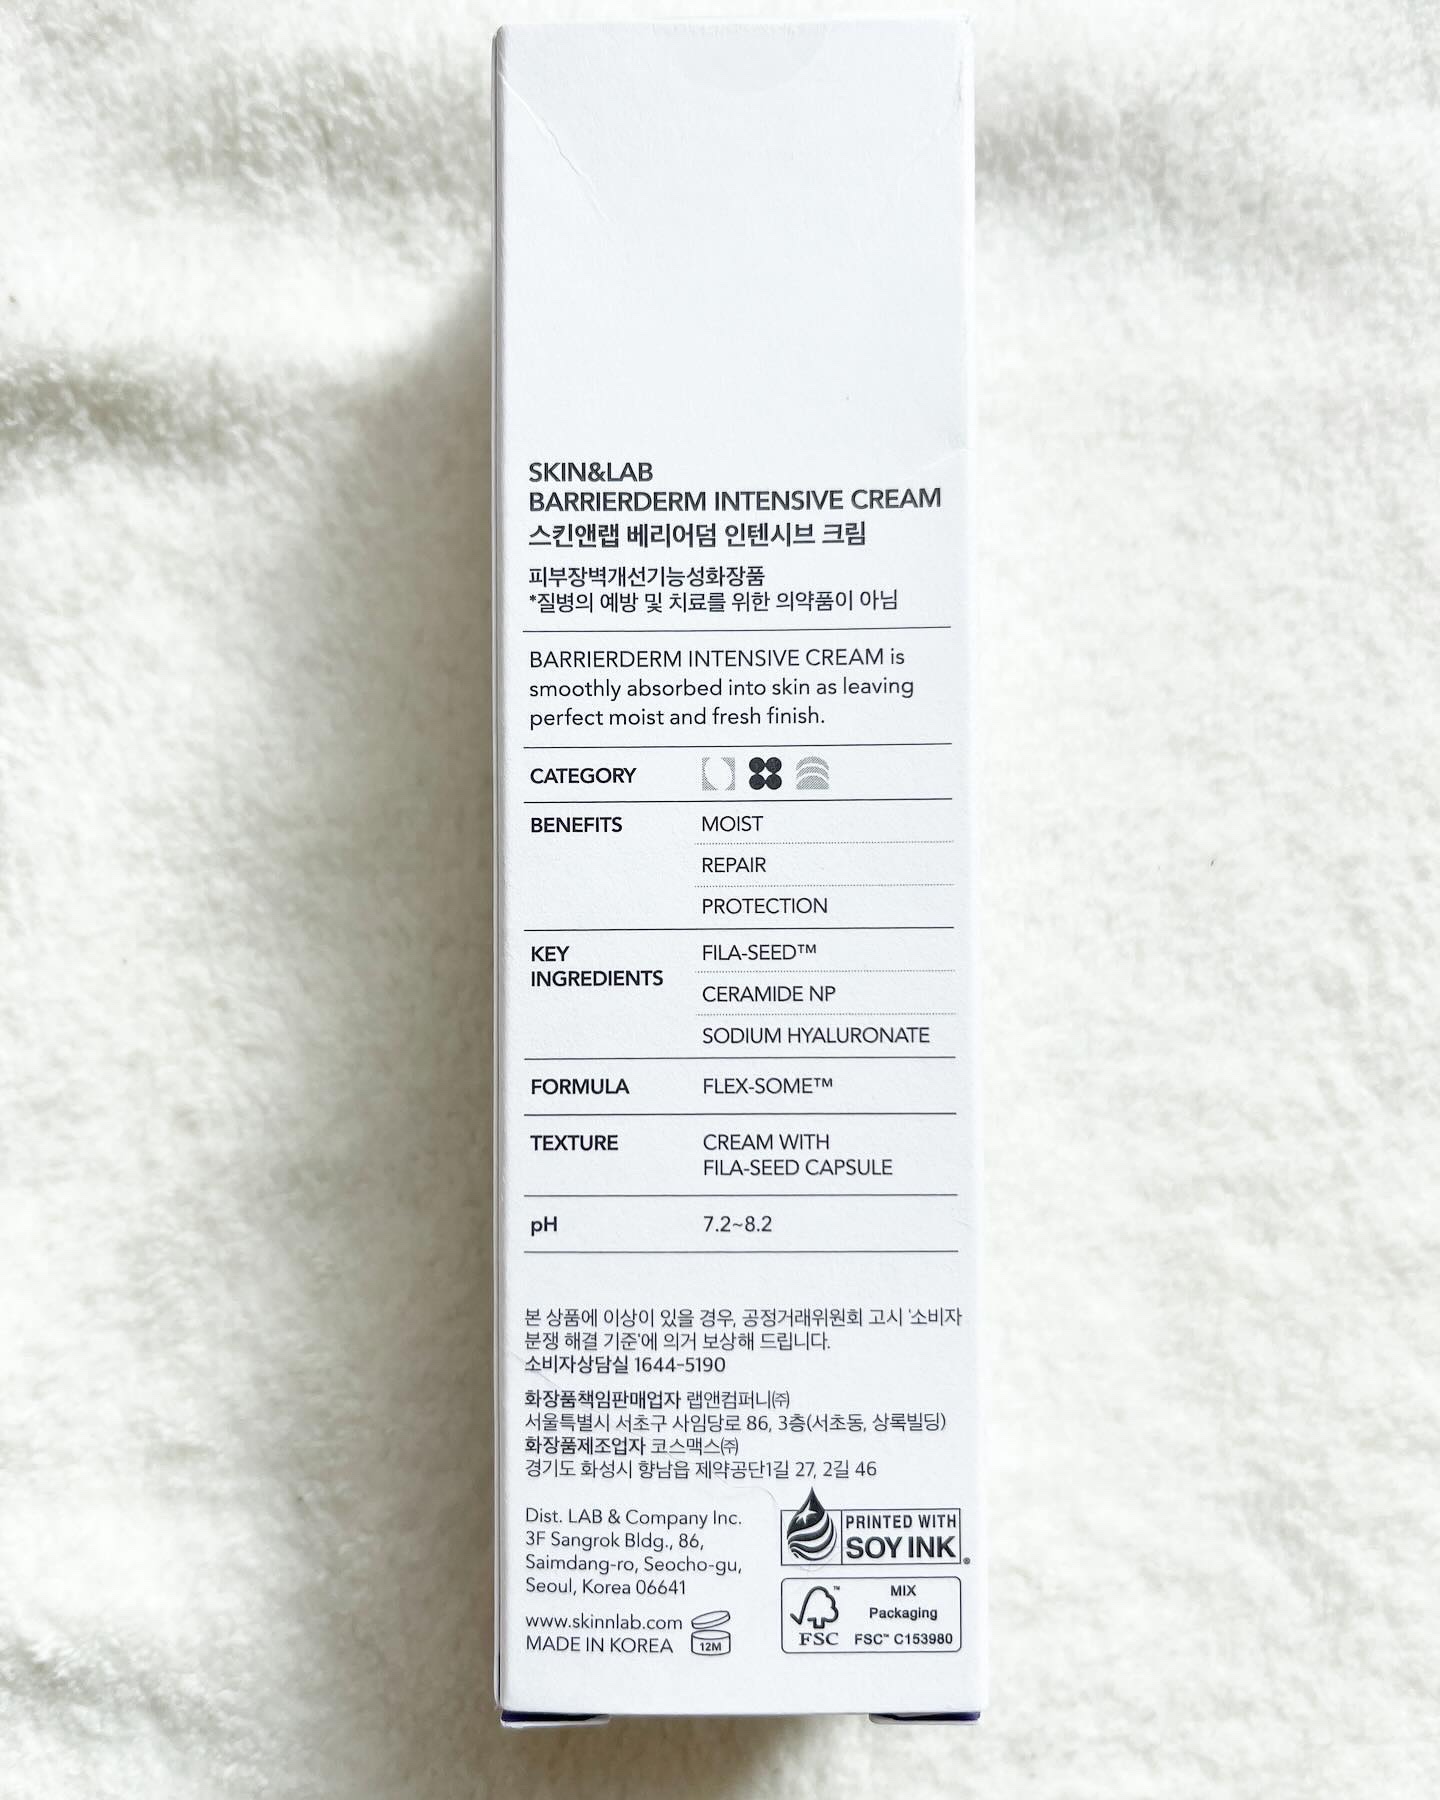 SKIN&LAB
BARRIERDERM INTENSIVE CREAM
스킨앤랩 베리어덤 인텐시브 크림
피부장벽개선기능성화장품
*질병의 예방 및 치료를 위한 의약품이 아님
BARRIERDERM INTENSIVE CREAM is
smoothly absorbed into skin as leaving
perfect moist and fresh finish.
CATEGORY
BENEFITS MOIST
REPAIR
PROTECTION
KEY INGREDIENTS FILA-SEED™
CERAMIDE NP
SODIUM HYALURONATE
FORMULA FLEX-SOME™
TEXTURE CREAM WITH
FILA-SEED CAPSULE
pH 7.2~8.2
본 상품에 이상이 있을 경우, 공정거래위원회 고시 '소비자
분쟁 해결 기준'에 의거 보상해 드립니다.
소비자상담실 1644-5190
화장품책임판매업자 랩앤컴퍼니㈜
서울특별시 서초구 사임당로 86, 3층(서초동, 상록빌딩)
화장품제조업자 코스맥스㈜
경기도 화성시 향남읍 제약공단1길 27, 2길 46
Dist. LAB & Company Inc.
3F Sangrok Bldg., 86,
Saimdang-ro, Seocho-gu,
Seoul, Korea 06641
www.skinnlab.com
MADE IN KOREA
12M
PRINTED WITH
SOY INK®
FSC™
MIX
Packaging
FSC™ C153980